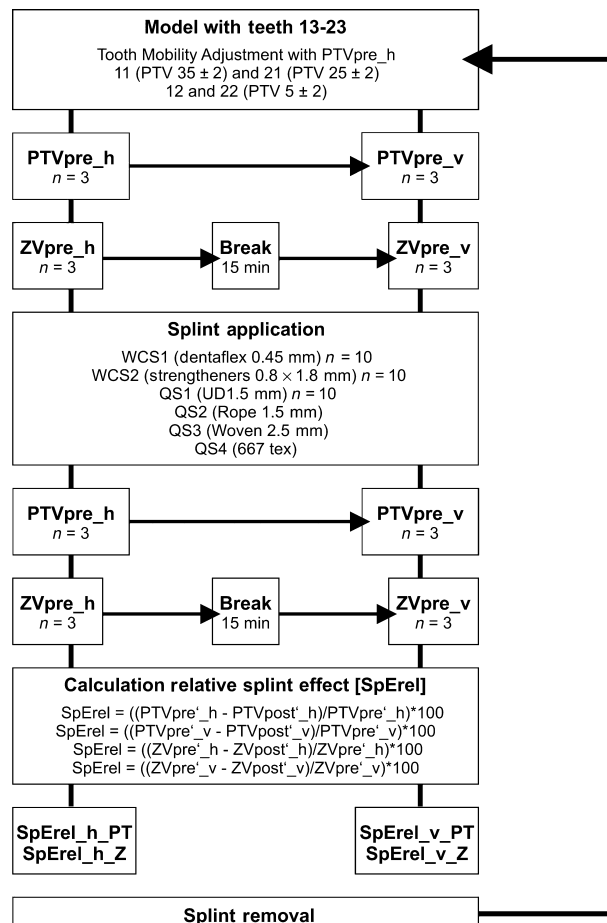 Model with teeth 13-23
Tooth Mobility Adjustment with PTVpre_h
11 (PTV 35 ± 2) and 21 (PTV 25 ± 2)
12 and 22 (PTV 5 ± 2)
PTVpre_h
n = 3
PTVpre_v
n = 3
ZVpre_h
n = 3
Break
15 min
ZVpre_v
n = 3
Splint application
WCS1 (dentaflex 0.45 mm) n = 10
WCS2 (strengtheners 0.8 × 1.8 mm) n = 10
QS1 (UD1.5 mm) n = 10
QS2 (Rope 1.5 mm)
QS3 (Woven 2.5 mm)
QS4 (667 tex)
PTVpre_h
n = 3
PTVpre_v
n = 3
ZVpre_h
n = 3
Break
15 min
ZVpre_v
n = 3
Calculation relative splint effect [SpErel]
SpErel = ((PTVpre‘_h - PTVpost‘_h)/PTVpre‘_h)*100
SpErel = ((PTVpre‘_v - PTVpost‘_v)/PTVpre‘_v)*100
SpErel = ((ZVpre‘_h - ZVpost‘_h)/ZVpre‘_h)*100
SpErel = ((ZVpre‘_v - ZVpost‘_v)/ZVpre‘_v)*100
SpErel_h_PT
SpErel_h_Z
SpErel_v_PT
SpErel_v_Z
Splint removal